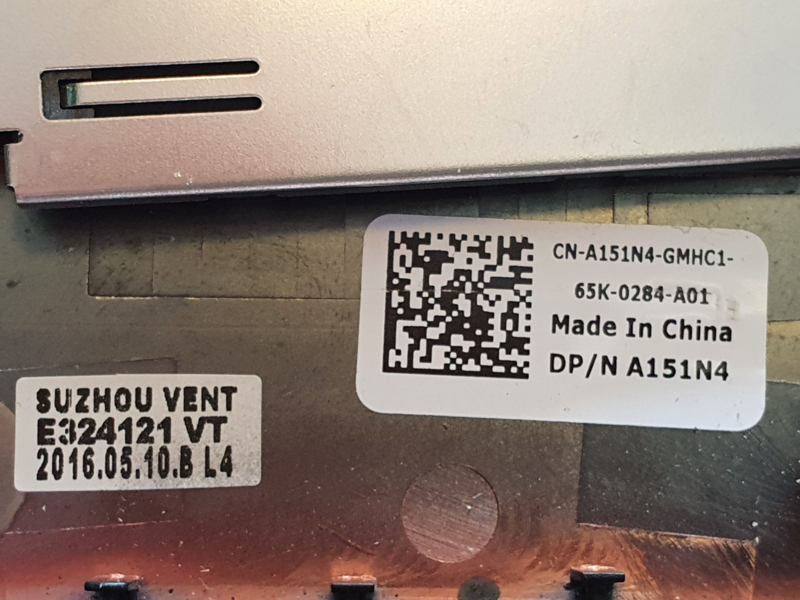 CN-A151N4-GMHC1-
65K-0284-A01
Made In China
DP/N A151N4
SUZHOU VENT
E324121 VT
2016.05.10.B L4